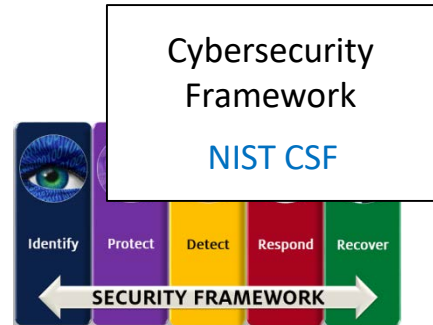 Cybersecurity
Framework
NIST CSF
Identify Protect Detect Respond Recover
SECURITY FRAMEWORK